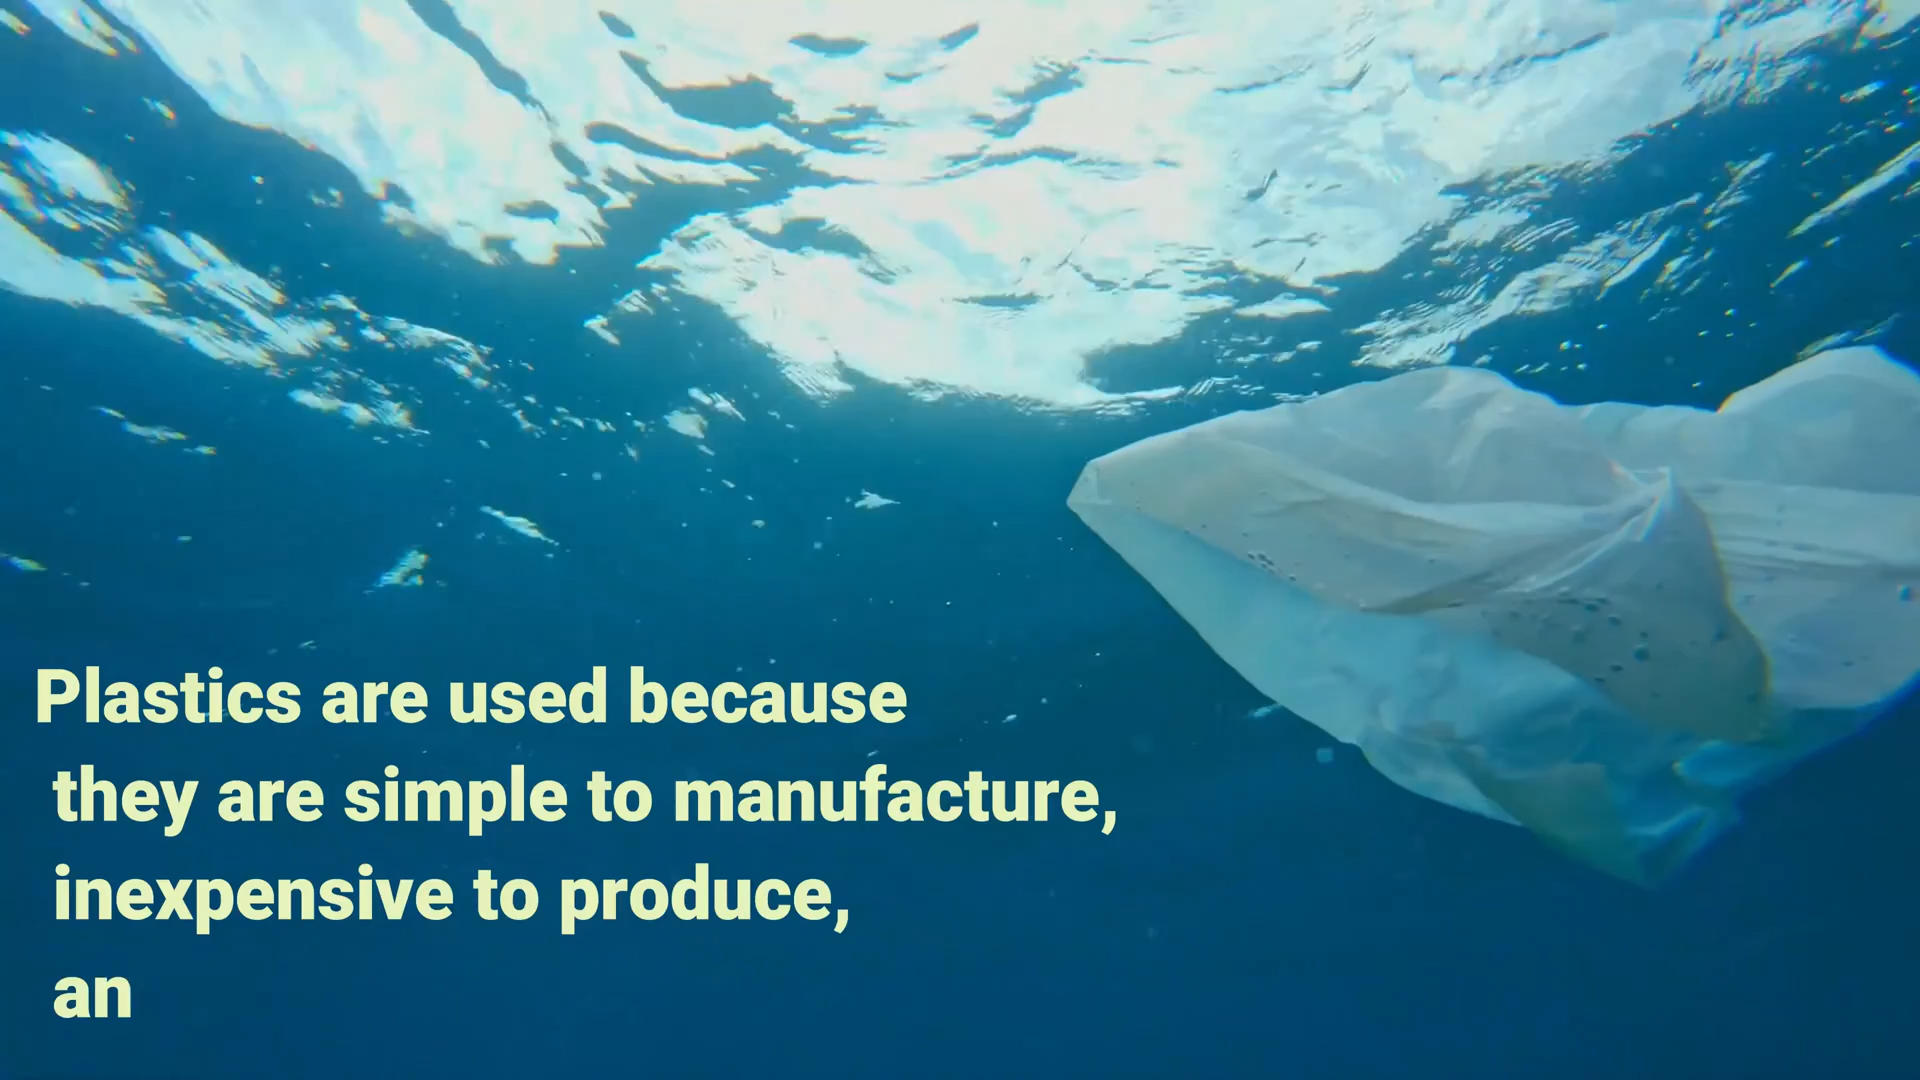 Plastics are used because
they are simple to manufacture,
inexpensive to produce,
an